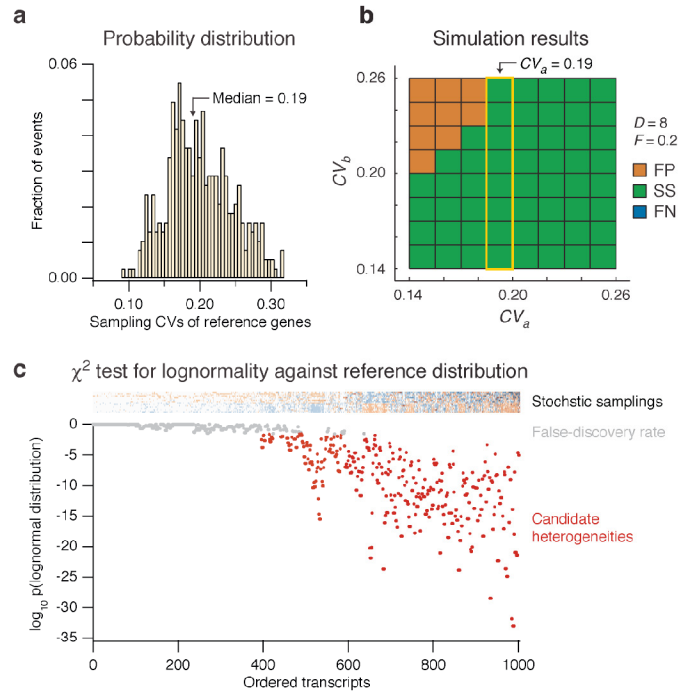 a
Probability distribution
0.06
Median = 0.19
Fraction of events
0.00
0.10 0.20 0.30
Sampling CVs of reference genes
b
Simulation results
CVa = 0.19
0.26
CVb
0.20
0.14
0.14 0.20 0.26
CVa
D = 8
F = 0.2
FP
SS
FN
c
χ2 test for lognormality against reference distribution
Stochstic samplings
False-discovery rate
Candidate
heterogeneities
log10 p(lognormal distribution)
0
-5
-10
-15
-20
-25
-30
-35
0 200 400 600 800 1000
Ordered transcripts